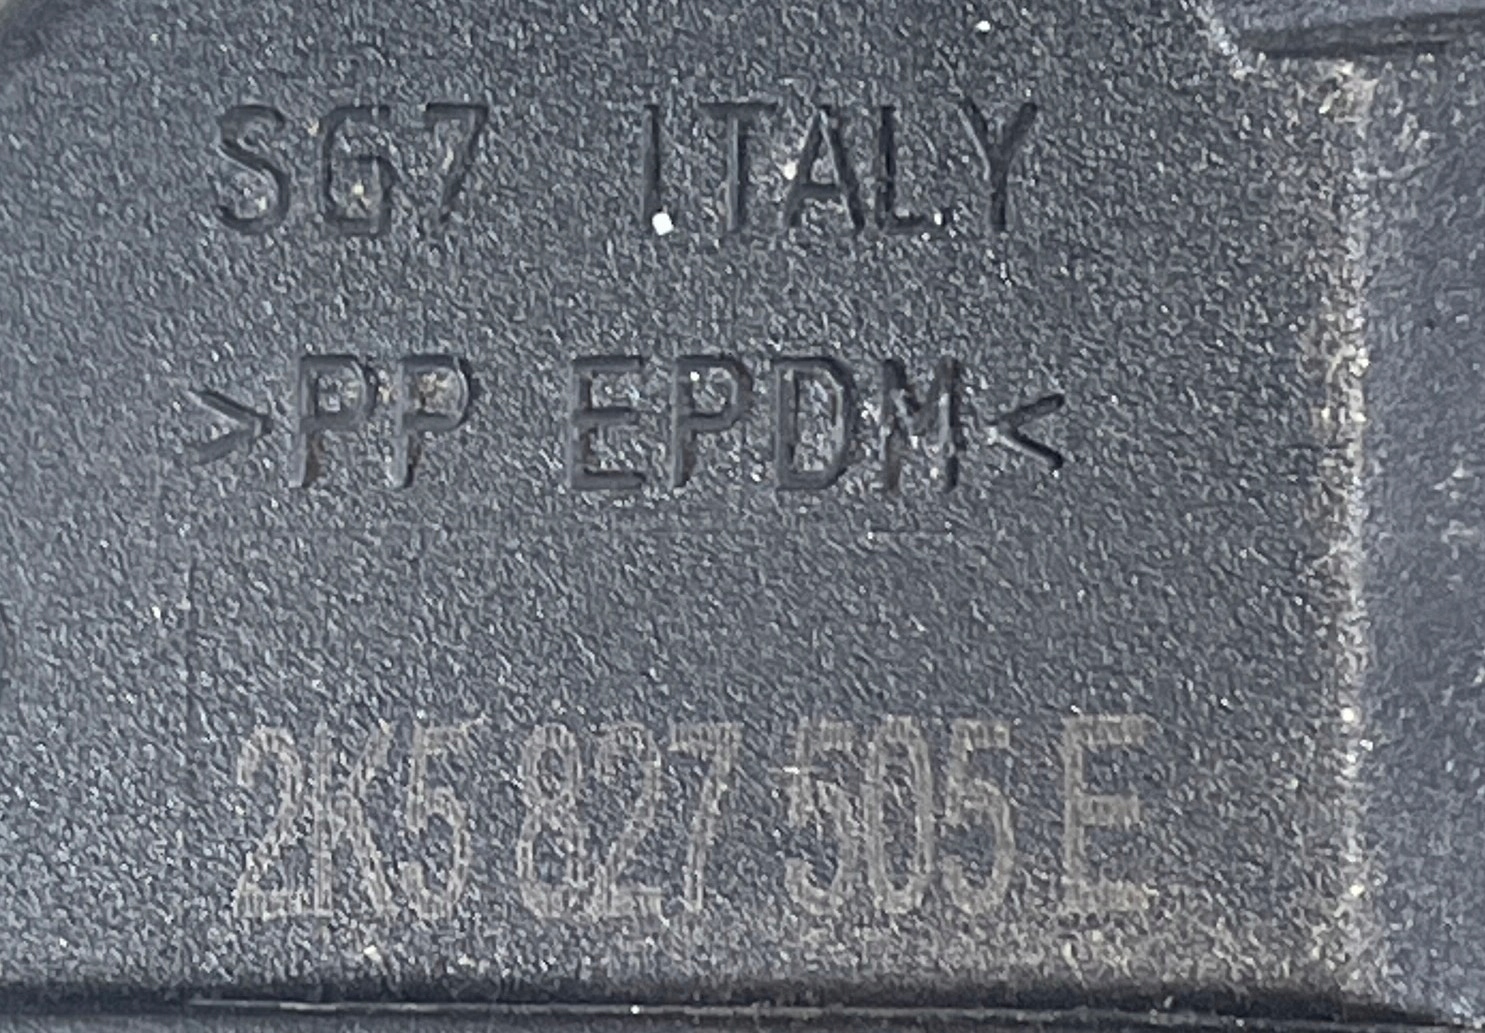 SG7 ITALY
>PP EPDM<
2K5 827 505 E